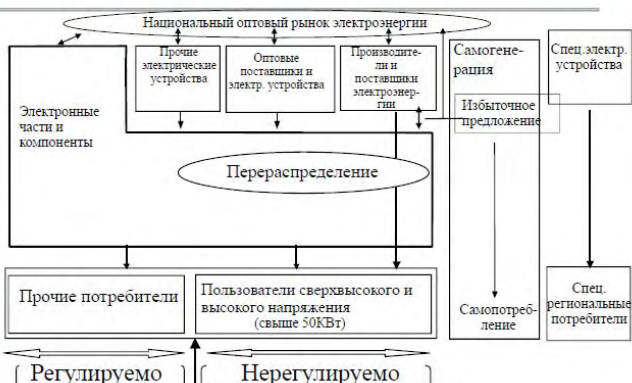 Национальный оптовый рынок электроэнергии
Прочие
электрические
устройства
Оптовые
поставщики и
электр. устройства
Производите-
ли и
поставщики
электроэнер-
гии
Самогене-
рация
Спец.электр.
устройства
Электронные
части и
компоненты
Избыточное
предложение
Перераспределение
Прочие потребители
Пользователи сверхвысокого и
высокого напряжения
(свыше 50КВт)
Самопотреб-
ление
Спец.
региональные
потребители
Регулируемо
Нерегулируемо